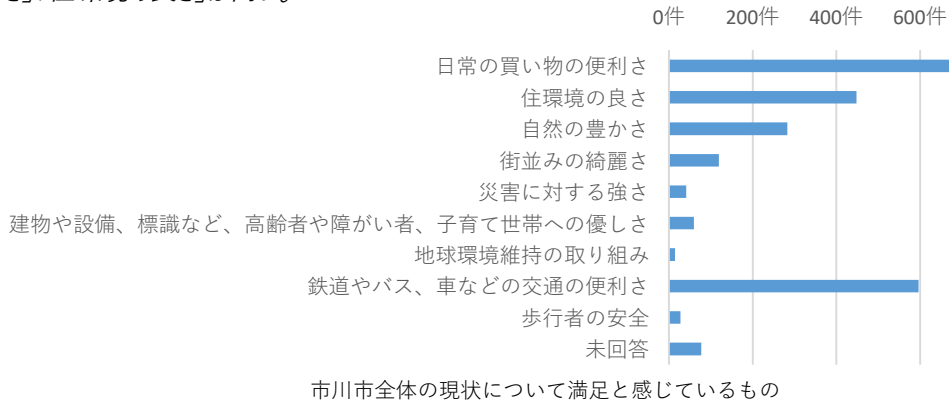 0件 200件 400件 600件
日常の買い物の便利さ
住環境の良さ
自然の豊かさ
街並みの綺麗さ
災害に対する強さ
建物や設備、標識など、高齢者や障がい者、子育て世帯への優しさ
地球環境維持の取り組み
鉄道やバス、車などの交通の便利さ
歩行者の安全
未回答
市川市全体の現状について満足と感じているもの